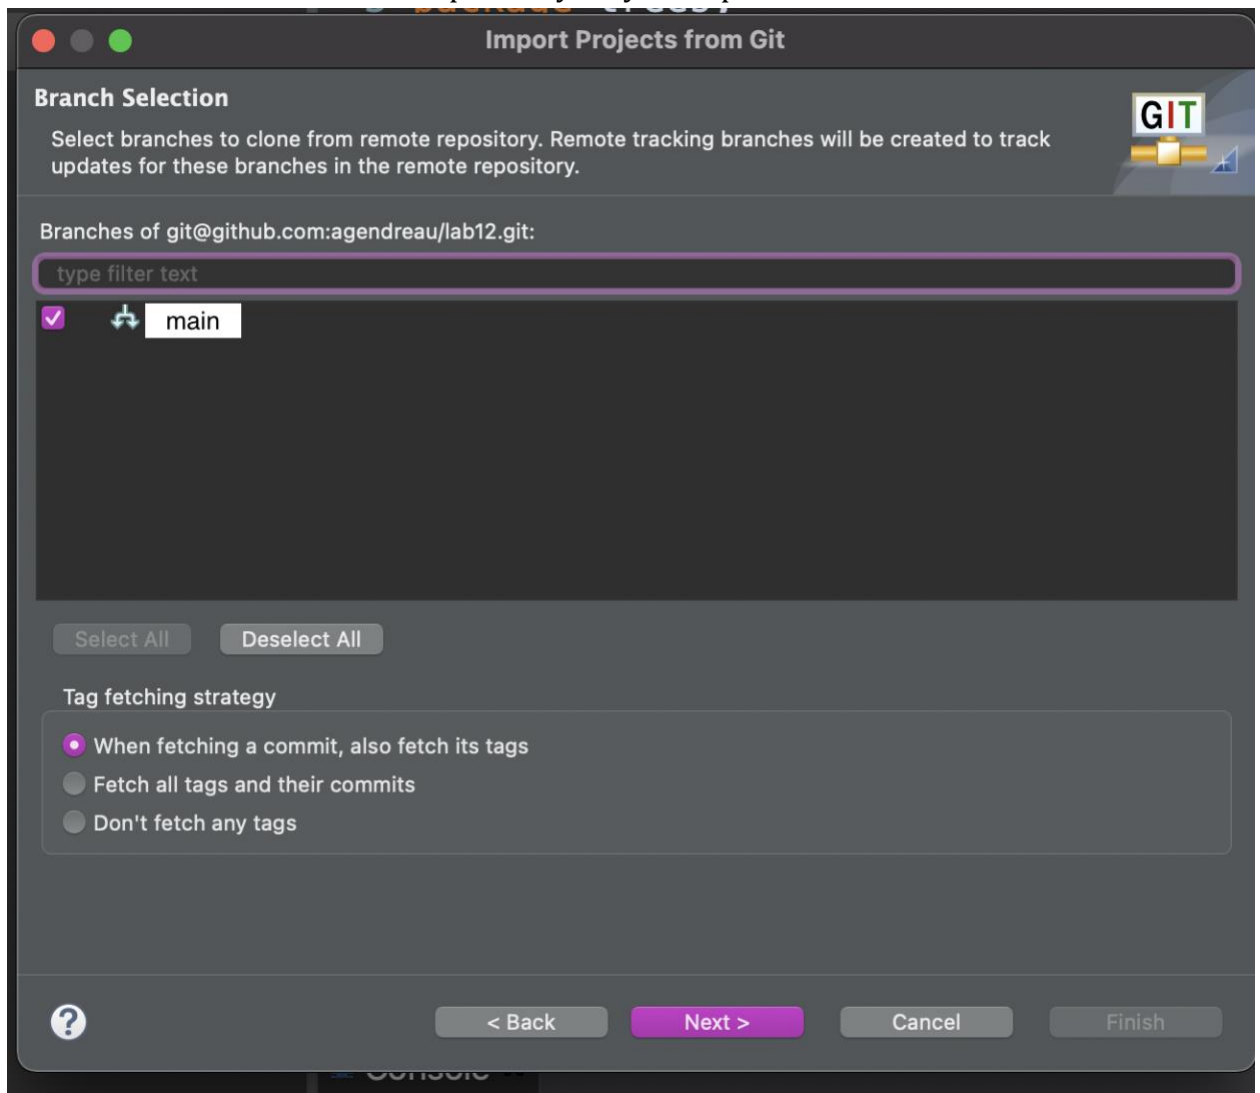 Import Projects from Git
Branch Selection
GIT
Select branches to clone from remote repository. Remote tracking branches will be created to track
updates for these branches in the remote repository.
Branches of git@github.com:agendreau/lab12.git:
type filter text
main
Select All Deselect All
Tag fetching strategy
When fetching a commit, also fetch its tags
Fetch all tags and their commits
Don't fetch any tags
? < Back Next > Cancel Finish